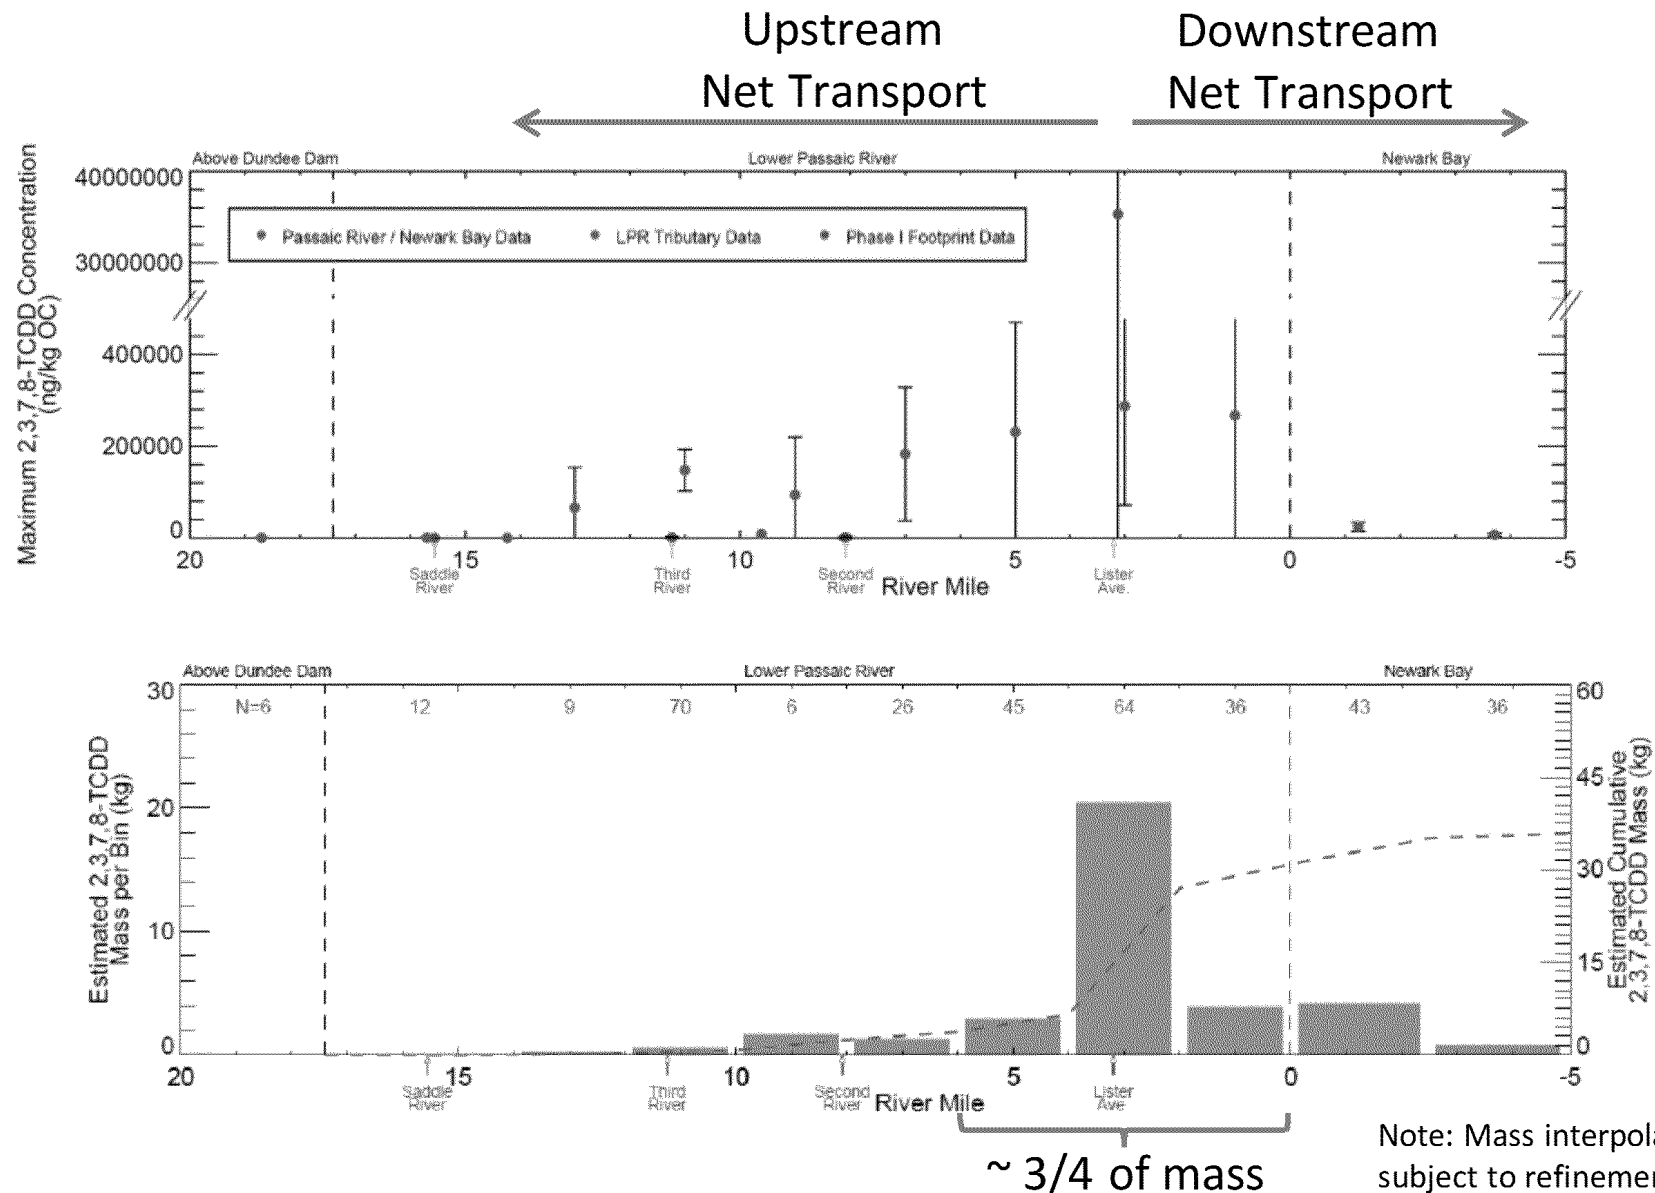 Upstream
Net Transport
Downstream
Net Transport
Above Dundee Dam
Lower Passaic River
Newark Bay
Maximum 2,3,7,8-TCDD Concentration
(ng/kg OC)
40000000
30000000
400000
200000
0
Passaic River / Newark Bay Data
LPR Tributary Data
Phase I Footprint Data
20
15
10
5
0
-5
Saddle
River
Third
River
Second
River
Lister
Ave.
River Mile
Above Dundee Dam
Lower Passaic River
Newark Bay
Estimated 2,3,7,8-TCDD
Mass per Bin (kg)
30
20
10
0
N=6
12
9
70
6
26
45
64
36
43
36
60
45
30
15
0
Estimated Cumulative
2,3,7,8-TCDD Mass (kg)
20
15
10
5
0
-5
Saddle
River
Third
River
Second
River
Lister
Ave
River Mile
~ 3/4 of mass
Note: Mass interpola
subject to refinemen